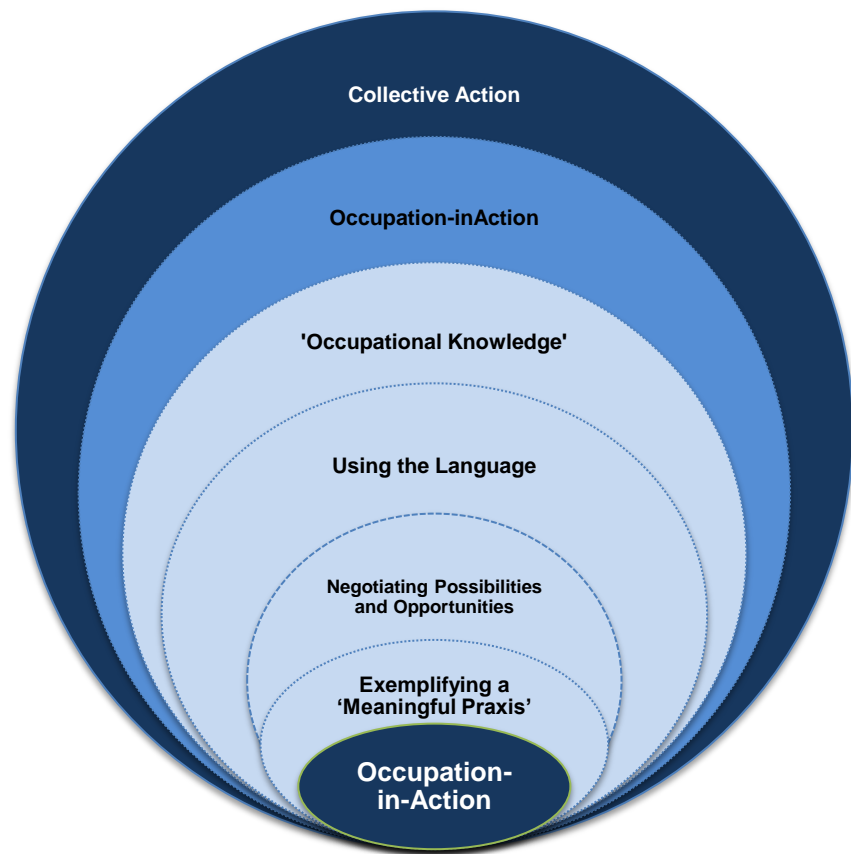 Collective Action
Occupation-inAction
'Occupational Knowledge'
Using the Language
Negotiating Possibilities
and Opportunities
Exemplifying a
‘Meaningful Praxis’
Occupation-
in-Action